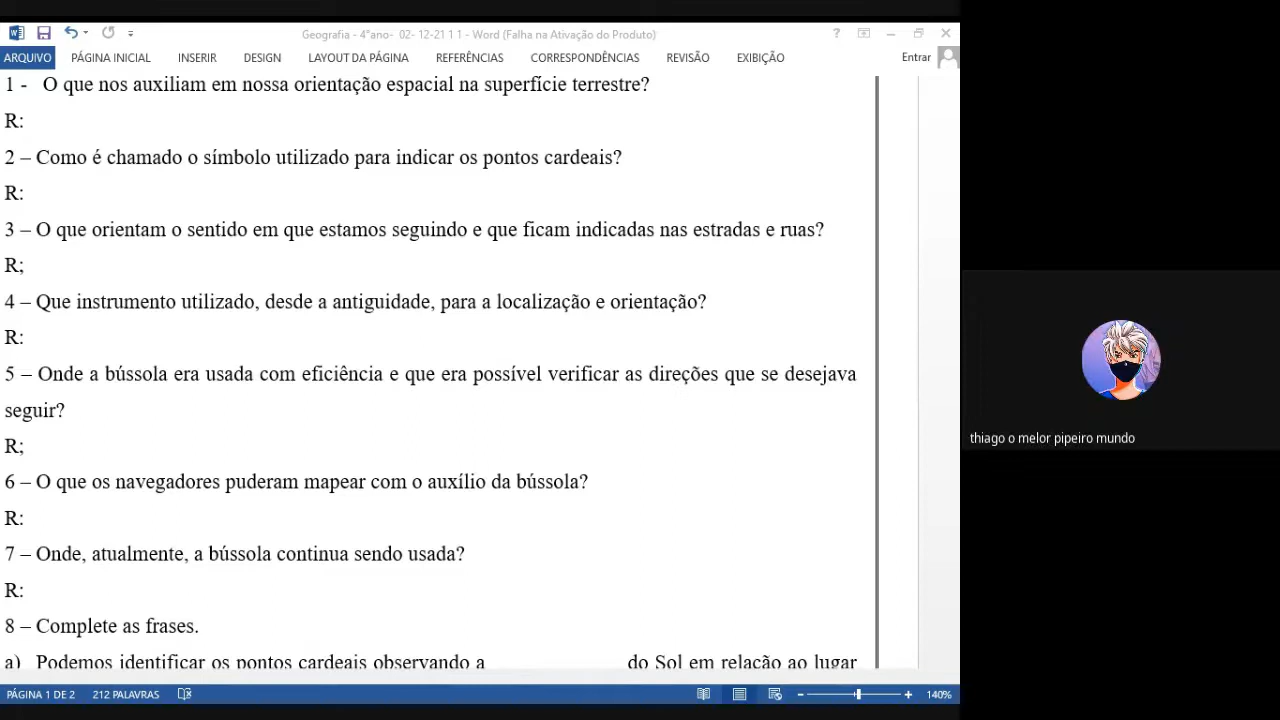 Geografia - 4°ano- 02- 12-21 1 1 - Word (Falha na Ativação do Produto)
?
ARQUIVO PÁGINA INICIAL INSERIR DESIGN LAYOUT DA PÁGINA REFERÊNCIAS CORRESPONDÊNCIAS REVISÃO EXIBIÇÃO Entrar
1 - O que nos auxiliam em nossa orientação espacial na superfície terrestre?
R:
2 – Como é chamado o símbolo utilizado para indicar os pontos cardeais?
R:
3 – O que orientam o sentido em que estamos seguindo e que ficam indicadas nas estradas e ruas?
R;
4 – Que instrumento utilizado, desde a antiguidade, para a localização e orientação?
R:
5 – Onde a bússola era usada com eficiência e que era possível verificar as direções que se desejava
seguir?
R;
6 – O que os navegadores puderam mapear com o auxílio da bússola?
R:
7 – Onde, atualmente, a bússola continua sendo usada?
R:
8 – Complete as frases.
a) Podemos identificar os pontos cardeais observando a ____________ do Sol em relação ao lugar
PÁGINA 1 DE 2 212 PALAVRAS 140%
thiago o melor pipeiro mundo